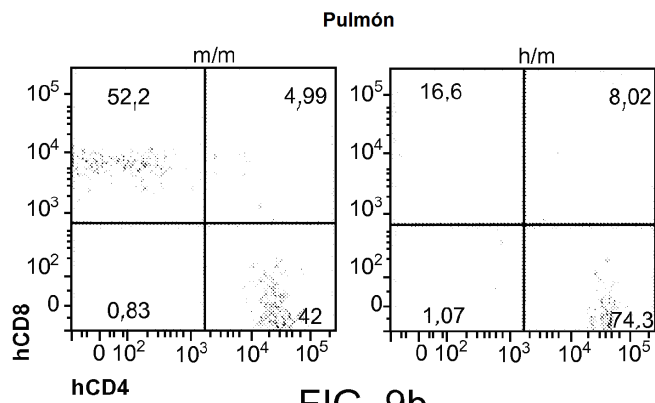 Pulmón
m/m
h/m
52,2
4,99
16,6
8,02
10⁵
10⁴
10³
10²
0
0,83
42
10⁵
10⁴
10³
10²
0
1,07
74,3
0 10² 10³ 10⁴ 10⁵
0 10² 10³ 10⁴ 10⁵
hCD8
hCD4
FIG. 9b